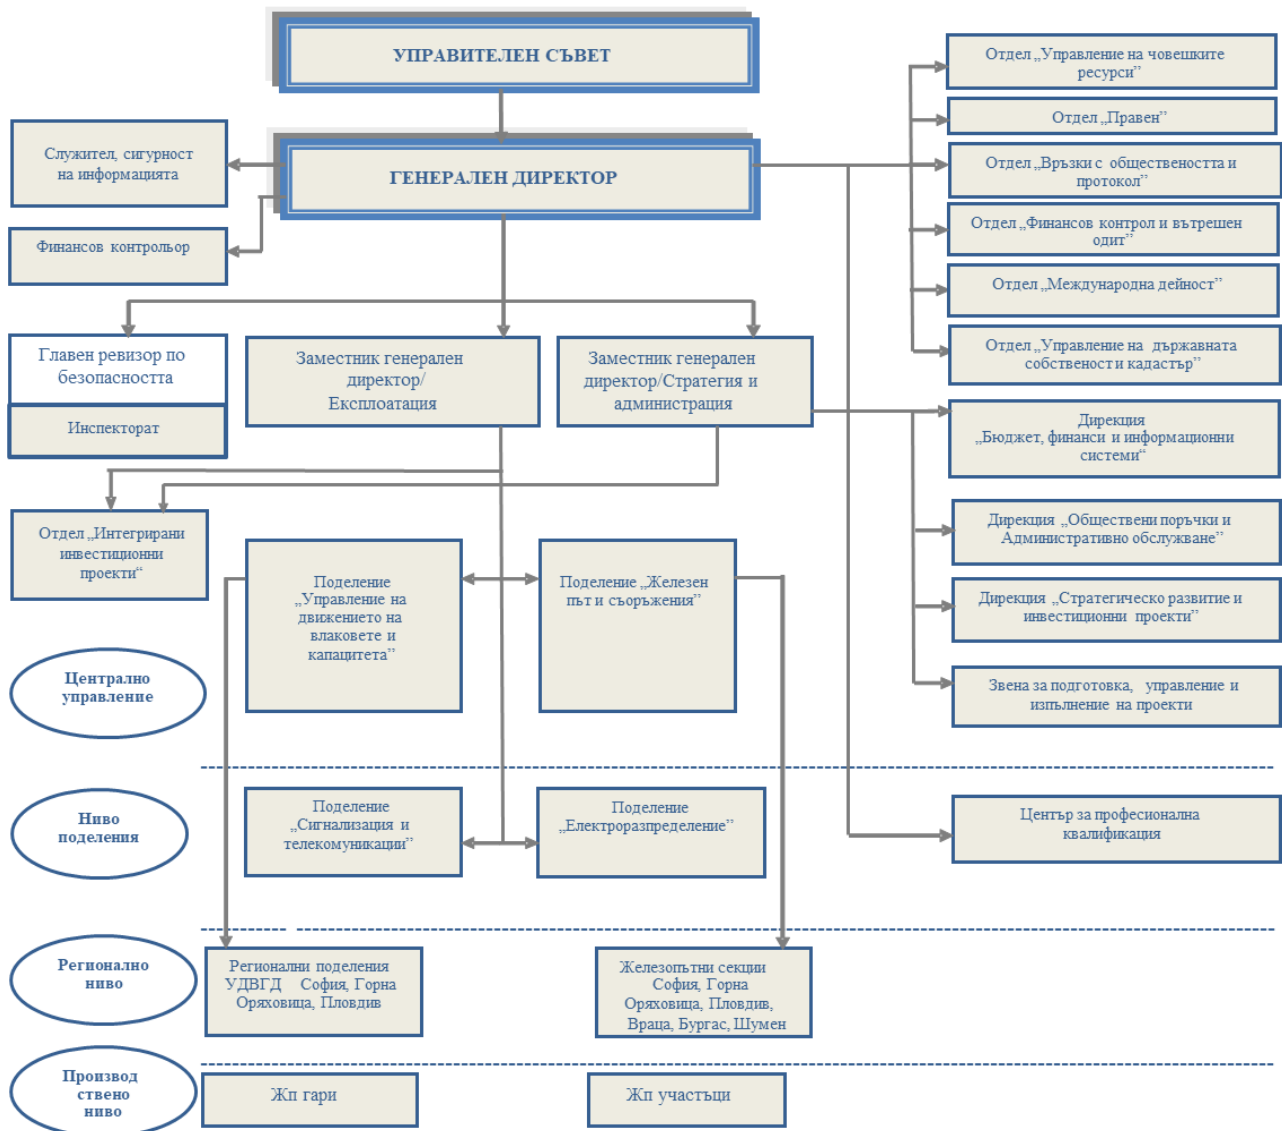 УПРАВИТЕЛЕН СЪВЕТ
ГЕНЕРАЛЕН ДИРЕКТОР
Служител, сигурност
на информацията
Финансов контрольор
Отдел „Управление на човешките
ресурси”
Отдел „Правен”
Отдел „Връзки с обществеността и
протокол”
Отдел „Финансов контрол и вътрешен
одит”
Отдел „Международна дейност”
Отдел „Управление на държавната
собственост и кадастър”
Главен ревизор по
безопасността
Инспекторат
Заместник генерален
директор/
Експлоатация
Заместник генерален
директор/Стратегия и
администрация
Дирекция
„Бюджет, финанси и информационни
системи“
Дирекция „Обществени поръчки и
Административно обслужване”
Дирекция „Стратегическо развитие и
инвестиционни проекти”
Звена за подготовка, управление и
изпълнение на проекти
Отдел „Интегрирани
инвестиционни
проекти“
Поделение
„Управление на
движението на
влаковете и
капацитета”
Поделение „Железен
път и съоръжения”
Централно
управление
Ниво
поделения
Поделение
„Сигнализация и
телекомуникации”
Поделение
„Електроразпределение”
Център за професионална
квалификация
Регионално
ниво
Регионални поделения
УДВГД София, Горна
Оряховица, Пловдив
Железопътни секции
София, Горна
Оряховица, Пловдив,
Враца, Бургас, Шумен
Производ
ствено
ниво
Жп гари
Жп участъци